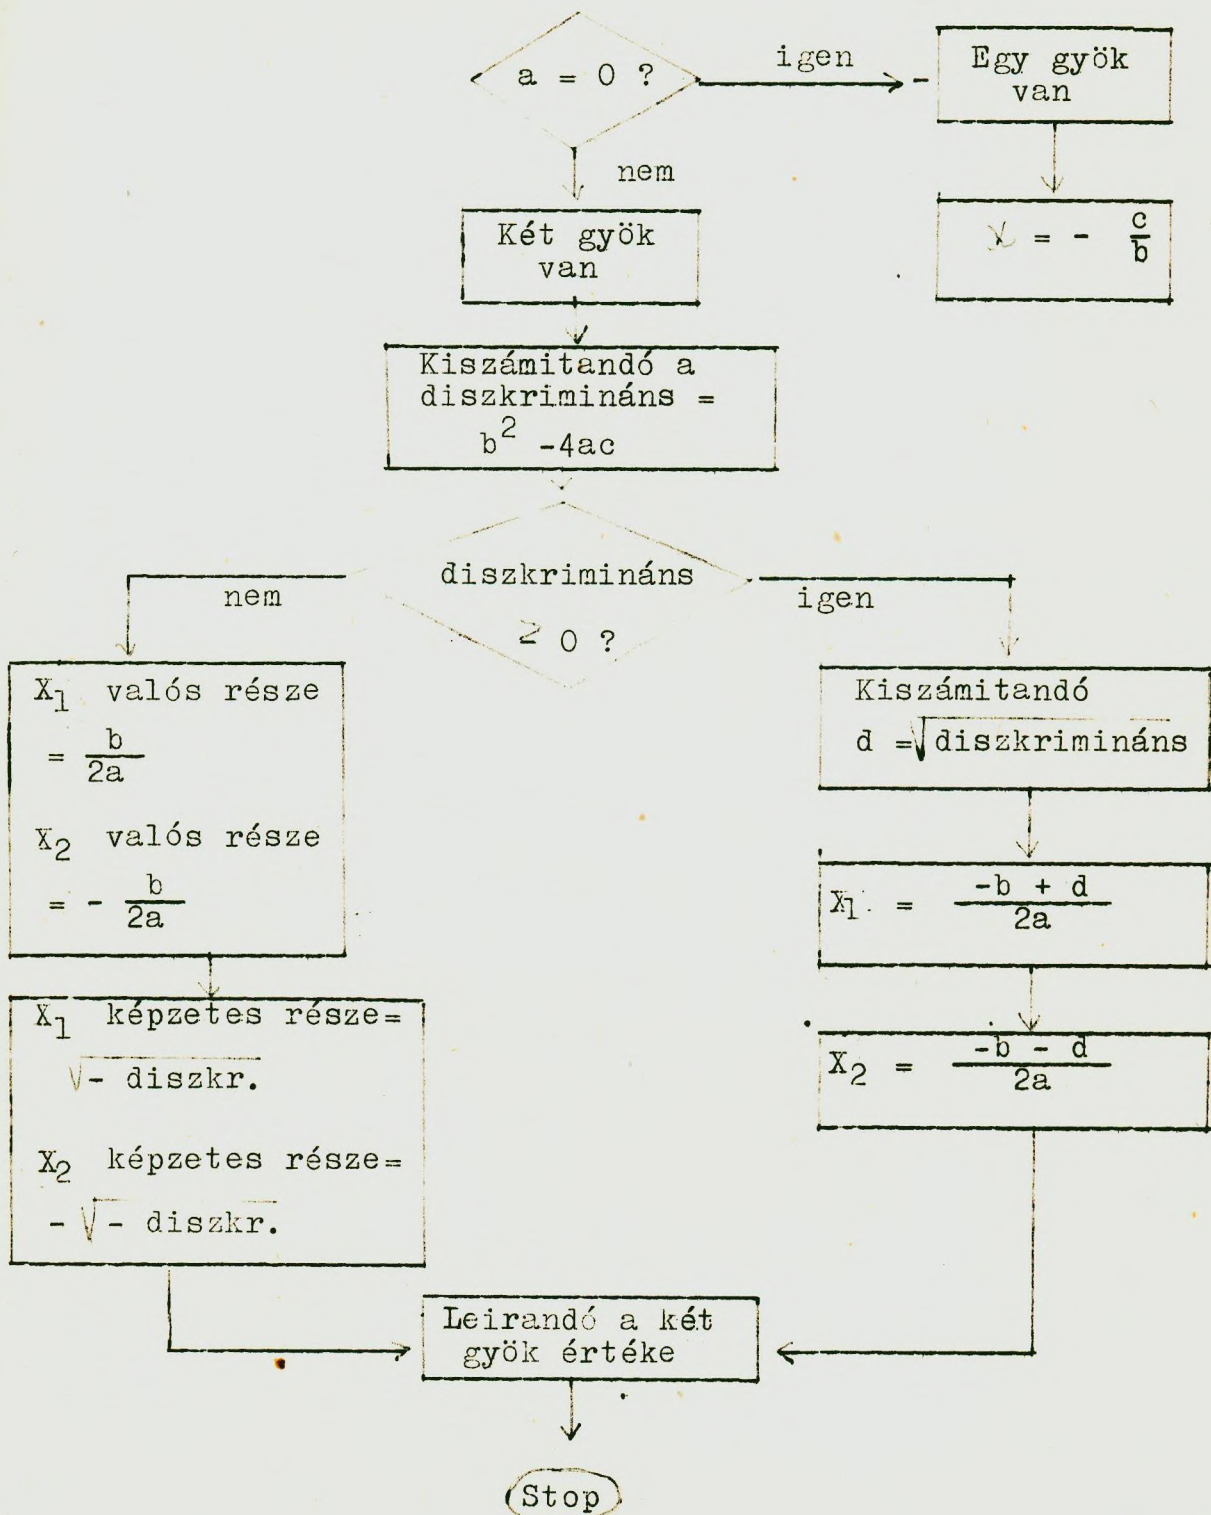 a = 0 ?
igen
Egy gyök
van
nem
x = - c/b
Két gyök
van
Kiszámitandó a
diszkrimináns =
b² -4ac
diszkrimináns
≥ 0 ?
nem
igen
X₁ valós része
= b/2a
X₂ valós része
= - b/2a
X₁ képzetes része=
√- diszkr.
X₂ képzetes része=
-√- diszkr.
Kiszámitandó
d =√diszkrimináns
X₁ = -b + d/2a
X₂ = -b - d/2a
Leirandó a két
gyök értéke
Stop